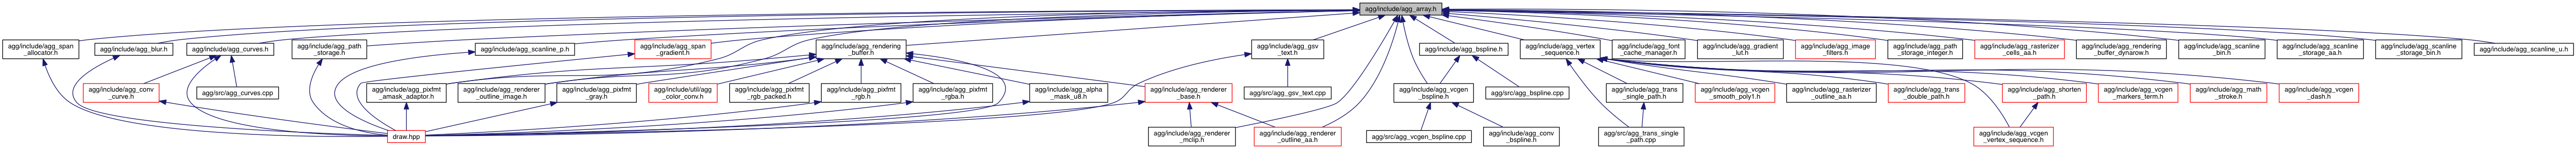 agg/include/agg_array.h
agg/include/agg_span
_allocator.h
agg/include/agg_blur.h
agg/include/agg_curves.h
agg/include/agg_path
_storage.h
agg/include/agg_scanline_p.h
agg/include/agg_span
_gradient.h
agg/include/agg_rendering
_buffer.h
agg/include/agg_gsv
_text.h
agg/include/agg_bspline.h
agg/include/agg_vertex
_sequence.h
agg/include/agg_font
_cache_manager.h
agg/include/agg_gradient
_lut.h
agg/include/agg_image
_filters.h
agg/include/agg_path
_storage_integer.h
agg/include/agg_rasterizer
_cells_aa.h
agg/include/agg_rendering
_buffer_dynarow.h
agg/include/agg_scanline
_bin.h
agg/include/agg_scanline
_storage_aa.h
agg/include/agg_scanline
_storage_bin.h
agg/include/agg_scanline_u.h
agg/include/agg_conv
_curve.h
agg/src/agg_curves.cpp
agg/include/agg_pixfmt
_amask_adaptor.h
agg/include/agg_renderer
_outline_image.h
agg/include/agg_pixfmt
_gray.h
agg/include/util/agg
_color_conv.h
agg/include/agg_pixfmt
_rgb_packed.h
agg/include/agg_pixfmt
_rgb.h
agg/include/agg_pixfmt
_rgba.h
agg/include/agg_alpha
_mask_u8.h
agg/include/agg_renderer
_base.h
agg/src/agg_gsv_text.cpp
agg/include/agg_vcgen
_bspline.h
agg/src/agg_bspline.cpp
agg/include/agg_trans
_single_path.h
agg/include/agg_vcgen
_smooth_poly1.h
agg/include/agg_rasterizer
_outline_aa.h
agg/include/agg_trans
_double_path.h
agg/include/agg_shorten
_path.h
agg/include/agg_vcgen
_markers_term.h
agg/include/agg_math
_stroke.h
agg/include/agg_vcgen
_dash.h
draw.hpp
agg/include/agg_renderer
_mclip.h
agg/include/agg_renderer
_outline_aa.h
agg/src/agg_vcgen_bspline.cpp
agg/include/agg_conv
_bspline.h
agg/src/agg_trans_single
_path.cpp
agg/include/agg_vcgen
_vertex_sequence.h